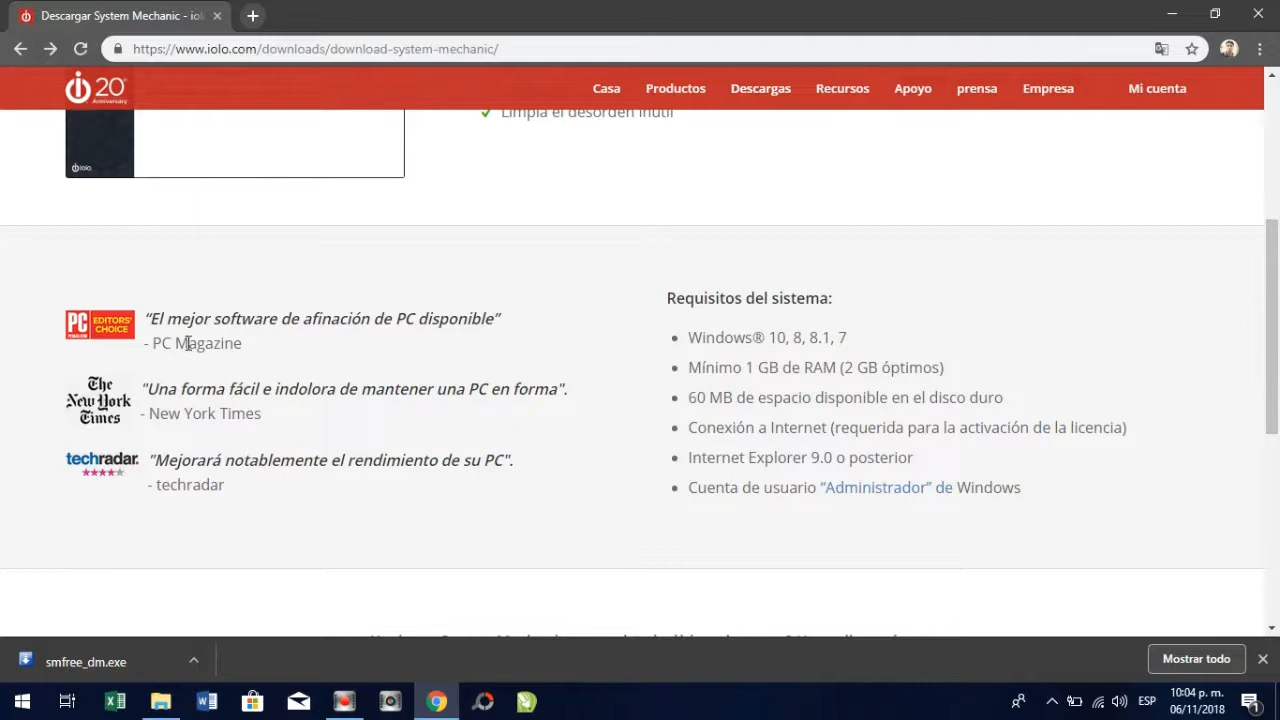 Descargar System Mechanic - iol
https://www.iolo.com/downloads/download-system-mechanic/
20
Anniversary
Casa
Productos
Descargas
Recursos
Apoyo
prensa
Empresa
Mi cuenta
Limpia el desorden inútil
iolo
PC EDITORS' CHOICE
“El mejor software de afinación de PC disponible”
- PC Magazine
The New York Times
"Una forma fácil e indolora de mantener una PC en forma".
- New York Times
techradar.
"Mejorará notablemente el rendimiento de su PC".
- techradar
Requisitos del sistema:
Windows® 10, 8, 8.1, 7
Mínimo 1 GB de RAM (2 GB óptimos)
60 MB de espacio disponible en el disco duro
Conexión a Internet (requerida para la activación de la licencia)
Internet Explorer 9.0 o posterior
Cuenta de usuario “Administrador” de Windows
smfree_dm.exe
Mostrar todo
ESP
10:04 p. m.
06/11/2018
1